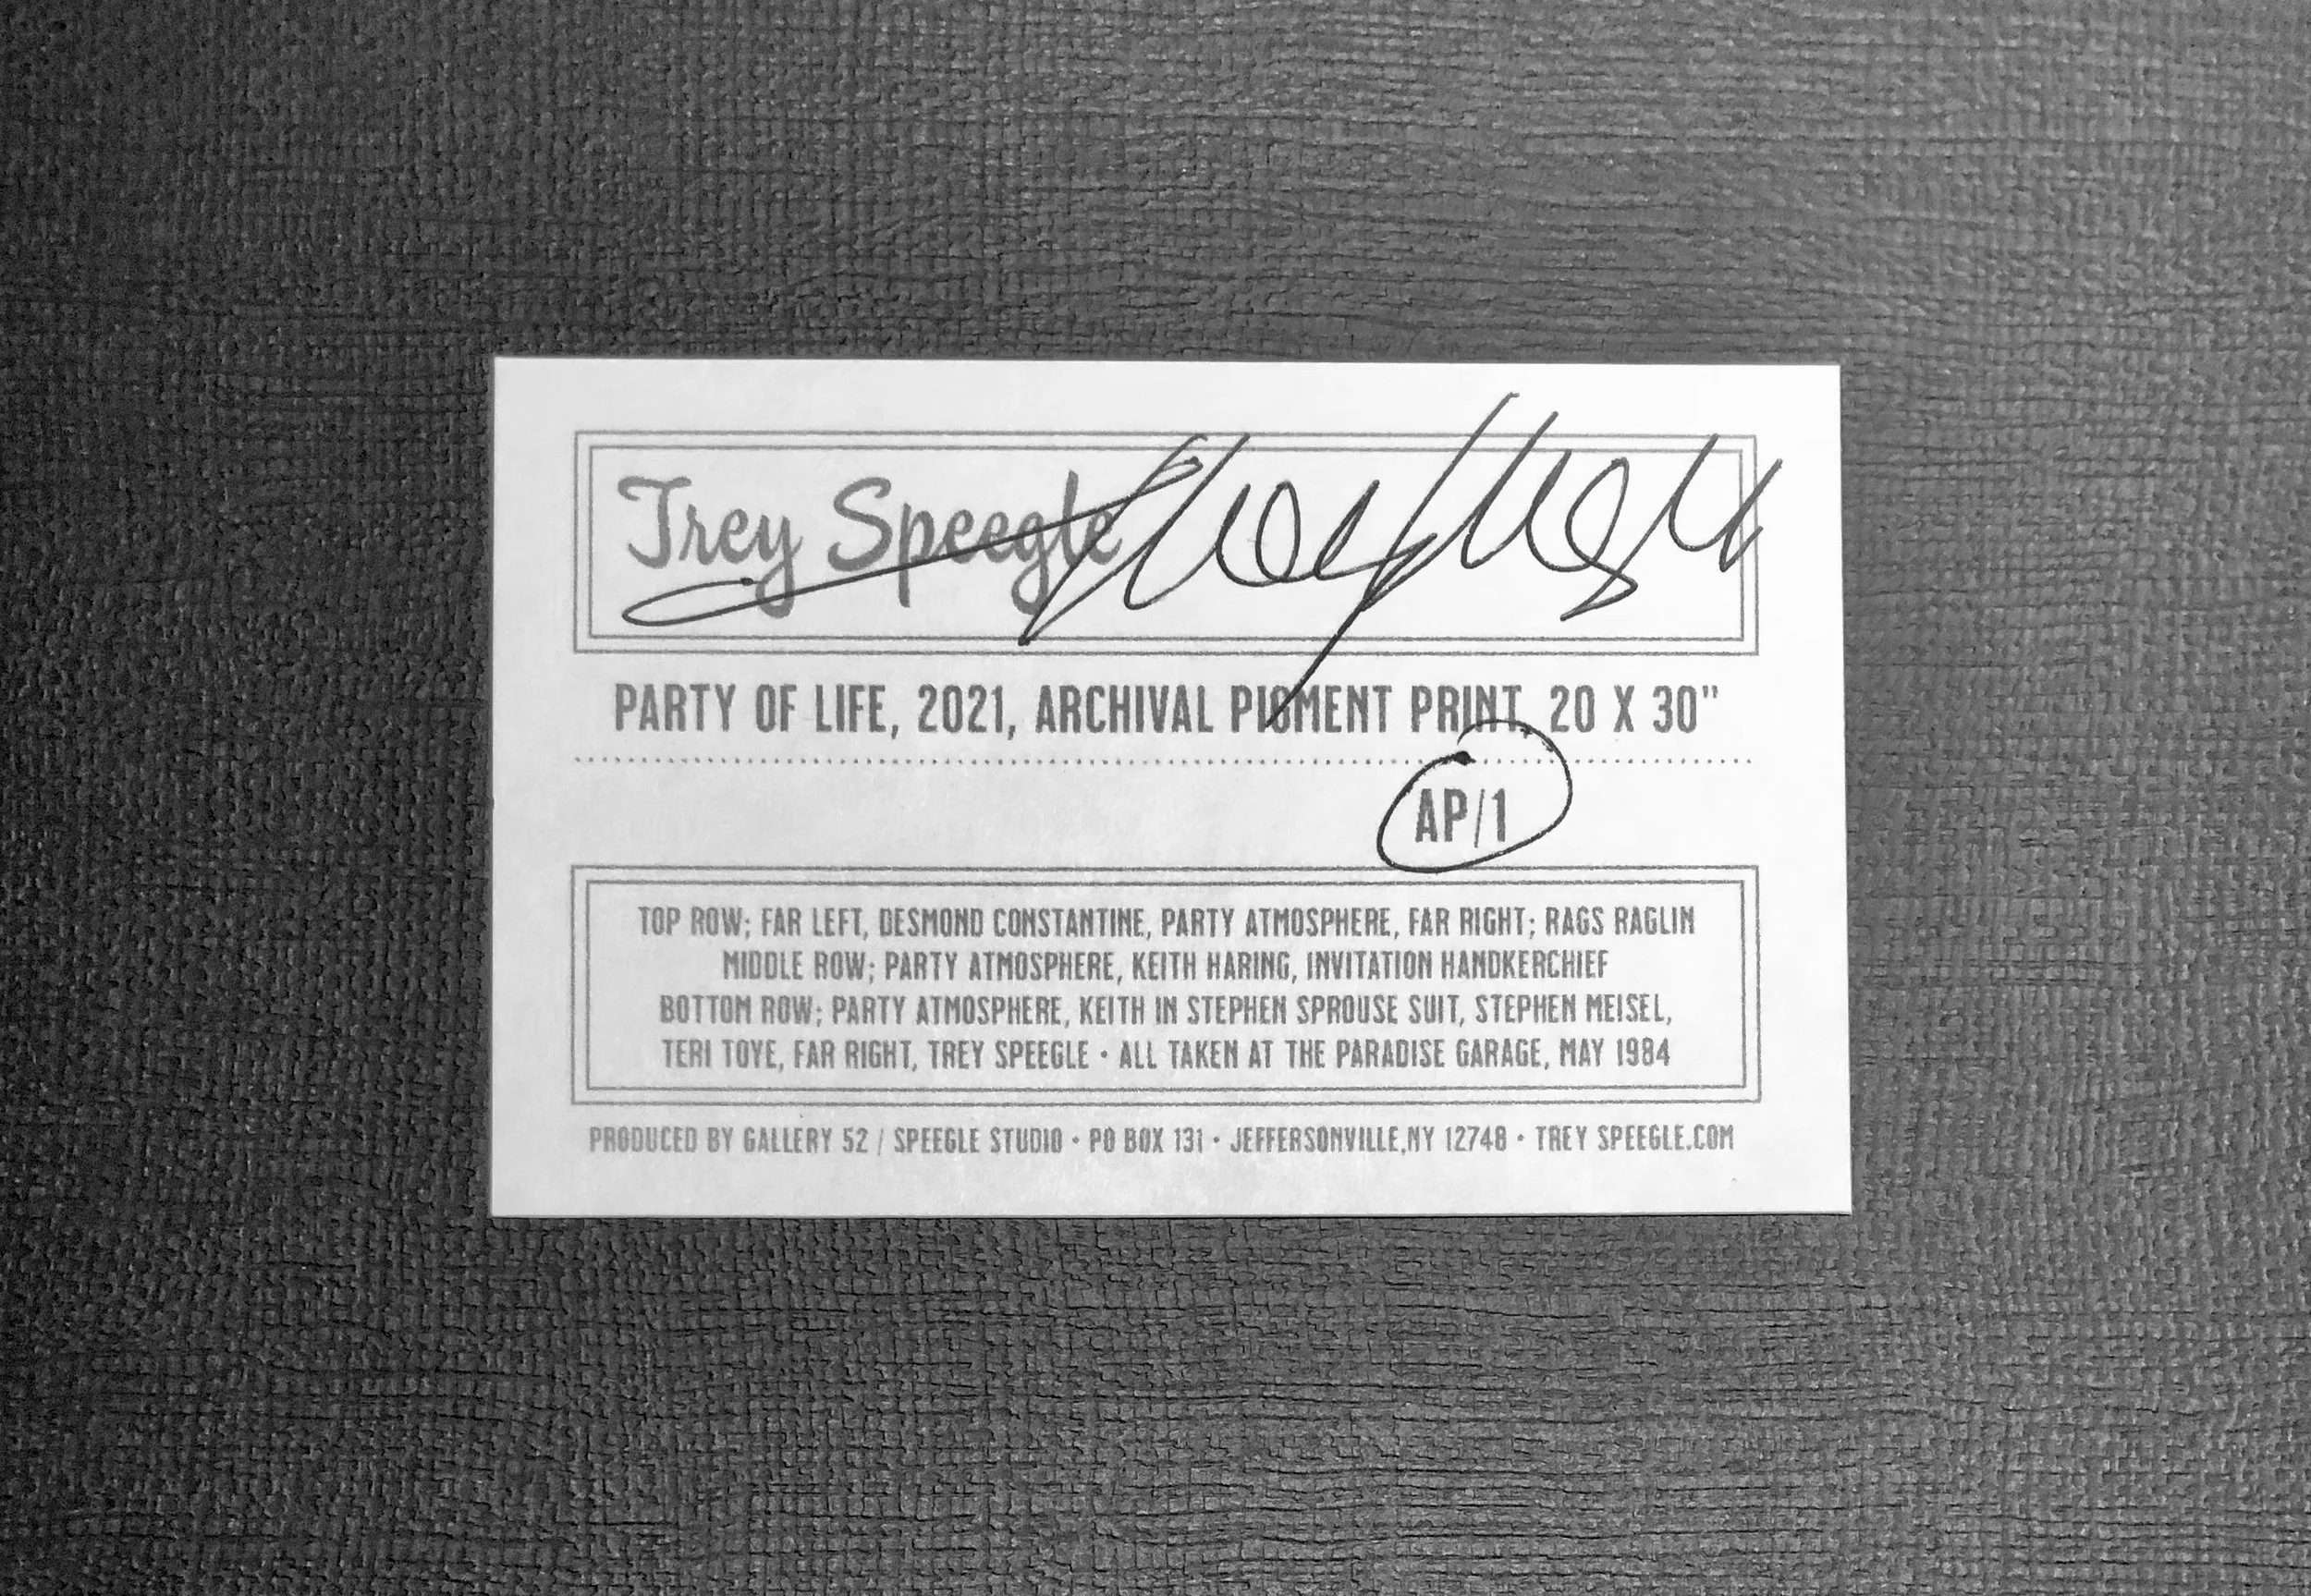 Trey Speegle
Trey Speegle
PARTY OF LIFE, 2021, ARCHIVAL PIGMENT PRINT, 20 X 30"
AP/1
TOP ROW; FAR LEFT, DESMOND CONSTANTINE, PARTY ATMOSPHERE, FAR RIGHT; RAGS RAGLIN
MIDDLE ROW; PARTY ATMOSPHERE, KEITH HARING, INVITATION HANDKERCHIEF
BOTTOM ROW; PARTY ATMOSPHERE, KEITH IN STEPHEN SPROUSE SUIT, STEPHEN MEISEL,
TERI TOYE, FAR RIGHT, TREY SPEEGLE • ALL TAKEN AT THE PARADISE GARAGE, MAY 1984
PRODUCED BY GALLERY 52 / SPEEGLE STUDIO • PO BOX 131 • JEFFERSONVILLE,NY 12748 • TREY SPEEGLE.COM